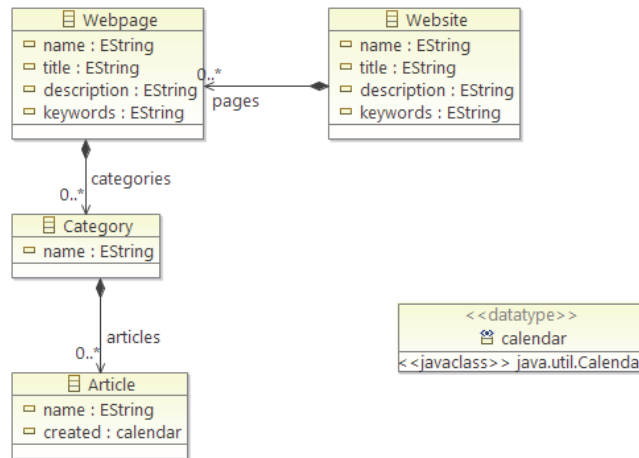 Webpage
name : EString
title : EString
description : EString
keywords : EString
Website
name : EString
title : EString
description : EString
keywords : EString
0..*
pages
categories
0..*
Category
name : EString
articles
0..*
Article
name : EString
created : calendar
<<datatype>>
calendar
<<javaclass>> java.util.Calenda